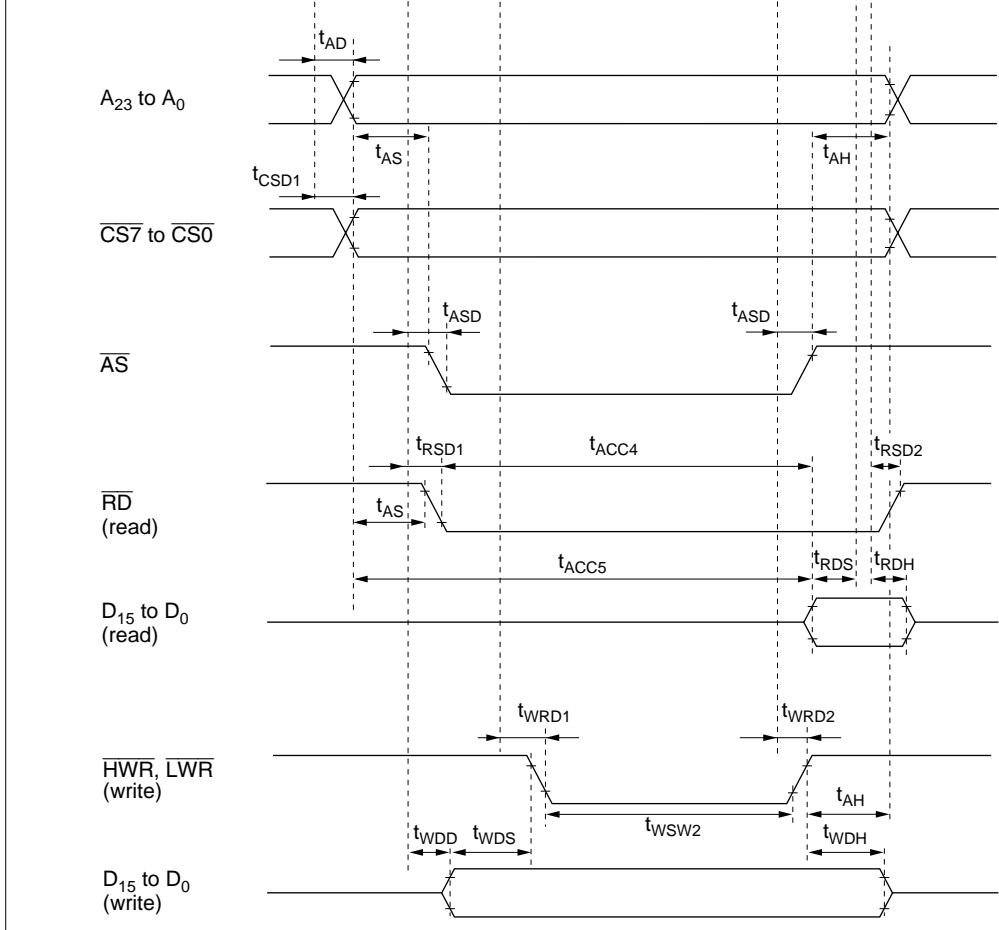 tAD
A23 to A0
tAS tAH
tCSD1
CS7 to CS0
tASD tASD
AS
tRSD1 tACC4 tRSD2
RD
(read)
tAS
tACC5 tRDS tRDH
D15 to D0
(read)
tWRD1 tWRD2
HWR, LWR
(write)
tAH
tWSW2
tWDD tWDS tWDH
D15 to D0
(write)